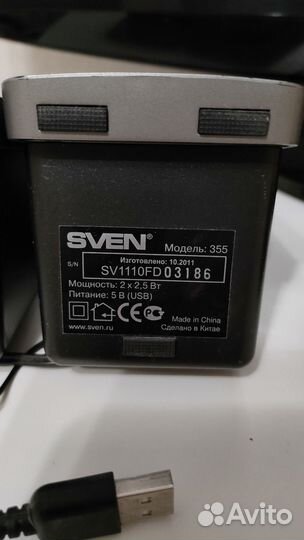 SVEN®
Модель: 355
Изготовлено: 10.2011
S/N
SV1110FD03186
Мощность: 2 x 2,5 Вт
Питание: 5 В (USB)
www.sven.ru
Made in China
Сделано в Китае
Avito